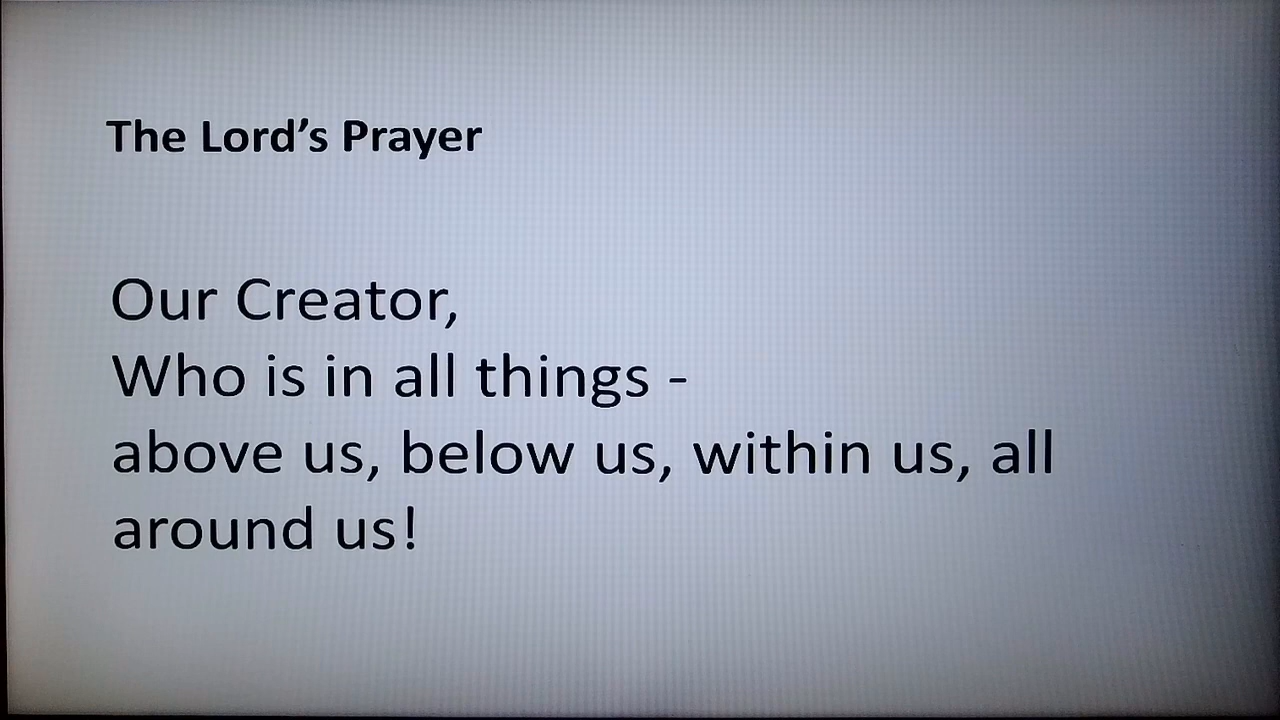 The Lord’s Prayer
Our Creator,
Who is in all things -
above us, below us, within us, all
around us!